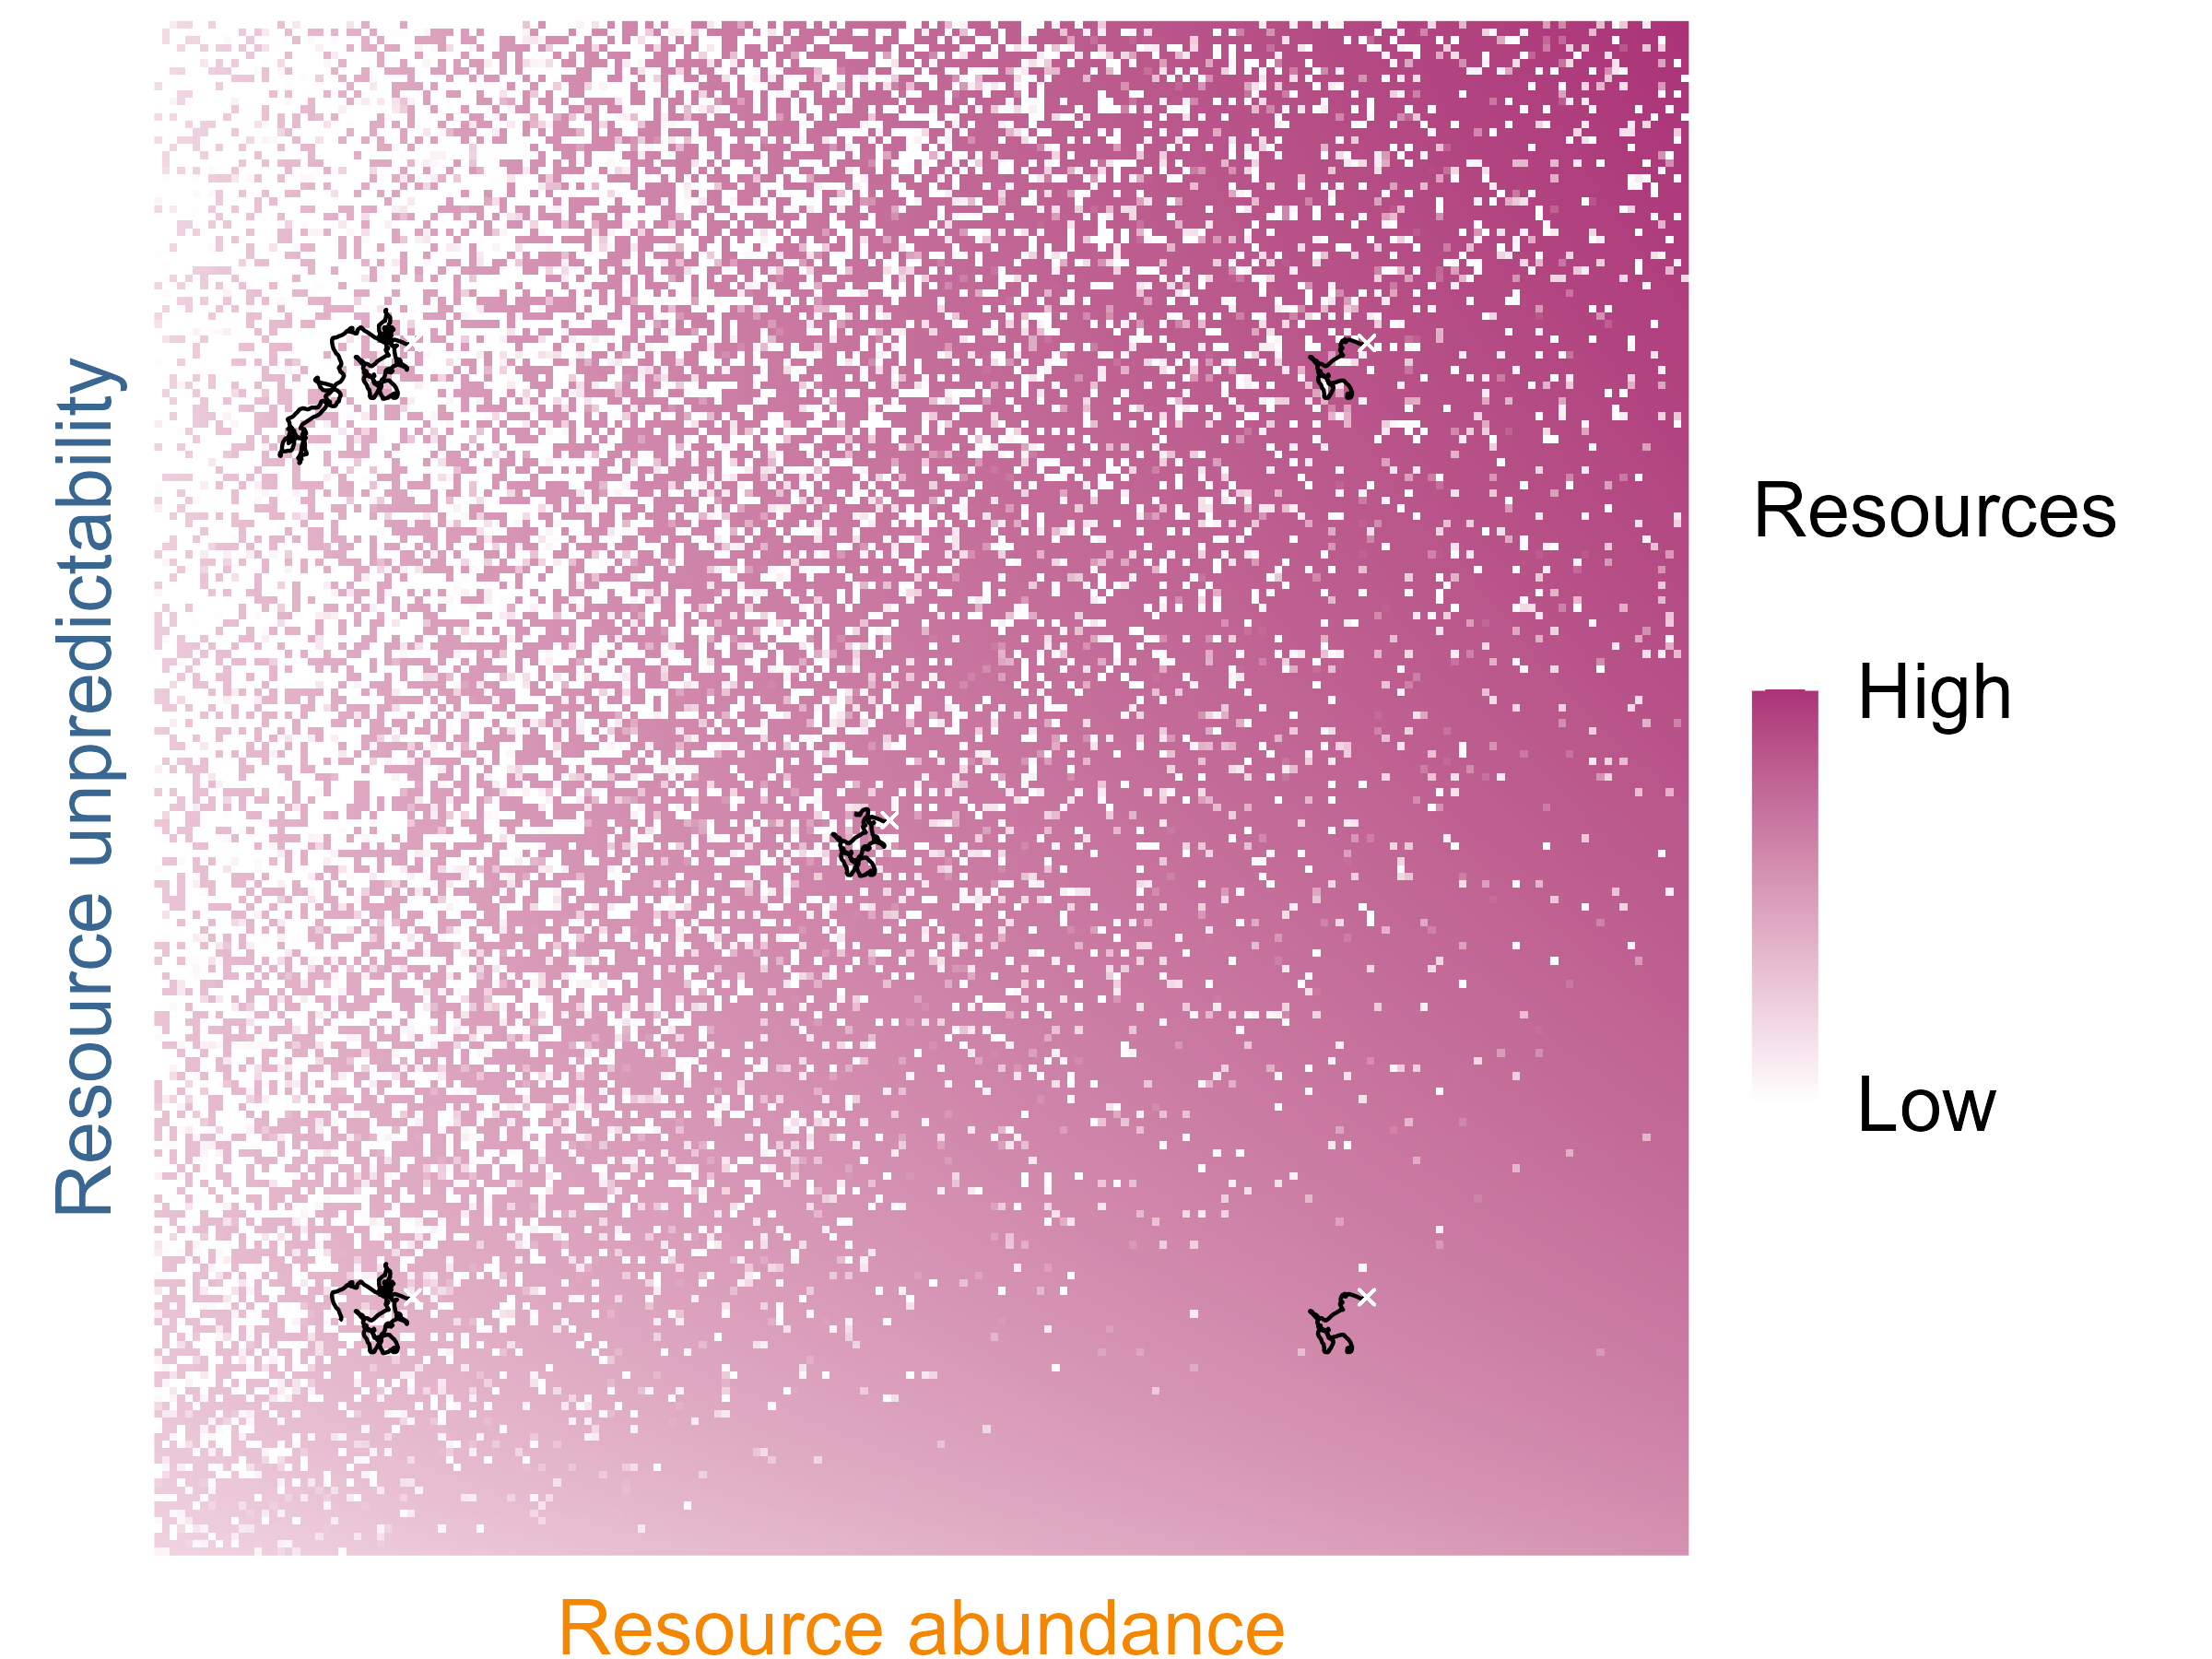 Resource unpredictability
Resources
High
Low
Resource abundance